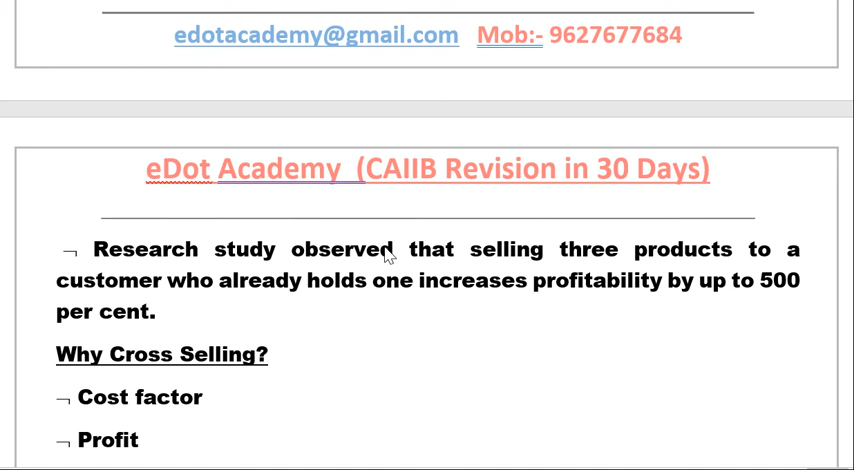 edotacademy@gmail.com Mob:- 9627677684
eDot Academy (CAIIB Revision in 30 Days)
¬ Research study observed that selling three products to a
customer who already holds one increases profitability by up to 500
per cent.
Why Cross Selling?
¬ Cost factor
¬ Profit